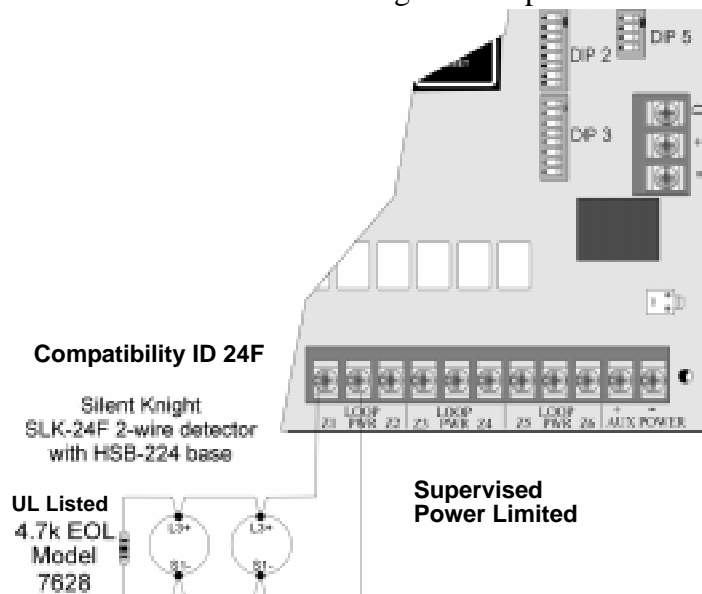 DIP 2
DIP 5
DIP 3
Compatibility ID 24F
Silent Knight
SLK-24F 2-wire detector
with HSB-224 base
Z1 LOOP PWR Z2 Z3 LOOP PWR Z4 Z5 LOOP PWR Z6 + AUX POWER -
UL Listed
4.7k EOL
Model
7628
L3+ L3+
S1- S1-
Supervised
Power Limited